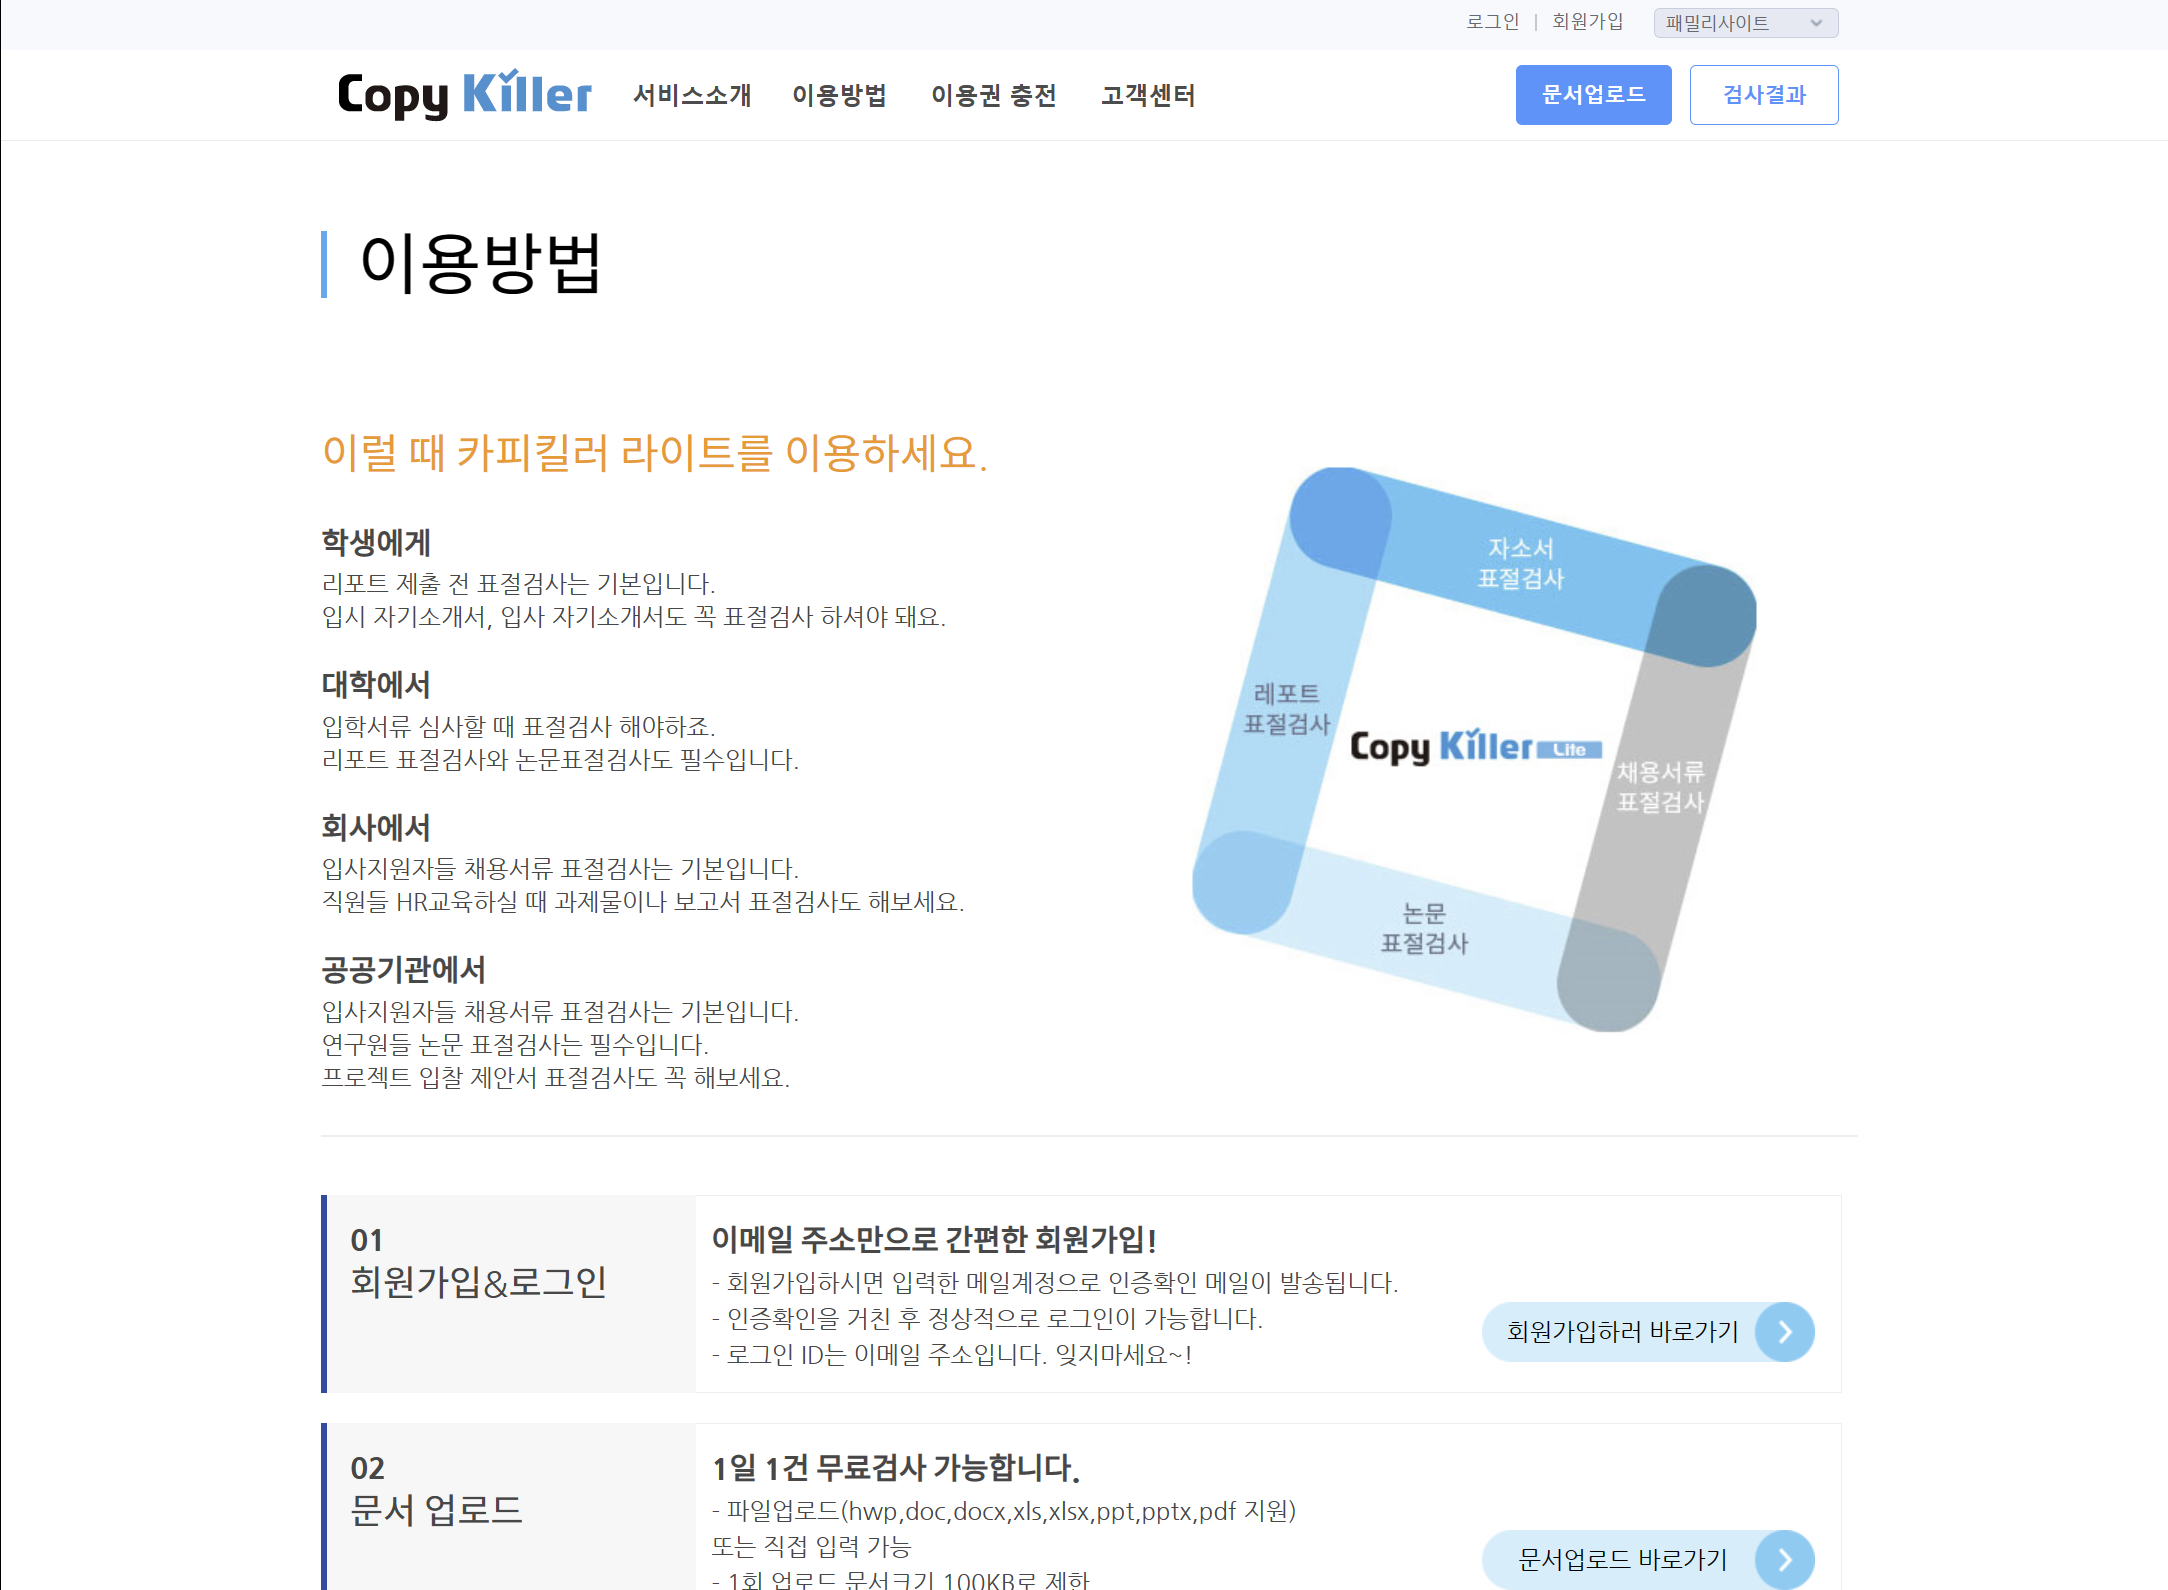 로그인 | 회원가입 패밀리사이트
Copy Killer 서비스소개 이용방법 이용권 충전 고객센터 문서업로드 검사결과
이용방법
이럴 때 카피킬러 라이트를 이용하세요.
학생에게
리포트 제출 전 표절검사는 기본입니다.
입시 자기소개서, 입사 자기소개서도 꼭 표절검사 하셔야 돼요.
대학에서
입학서류 심사할 때 표절검사 해야하죠.
리포트 표절검사와 논문표절검사도 필수입니다.
회사에서
입사지원자들 채용서류 표절검사는 기본입니다.
직원들 HR교육하실 때 과제물이나 보고서 표절검사도 해보세요.
공공기관에서
입사지원자들 채용서류 표절검사는 기본입니다.
연구원들 논문 표절검사는 필수입니다.
프로젝트 입찰 제안서 표절검사도 꼭 해보세요.
자소서
표절검사
레포트
표절검사
Copy Killer Lite
채용서류
표절검사
논문
표절검사
01
회원가입&로그인
이메일 주소만으로 간편한 회원가입!
- 회원가입하시면 입력한 메일계정으로 인증확인 메일이 발송됩니다.
- 인증확인을 거친 후 정상적으로 로그인이 가능합니다.
- 로그인 ID는 이메일 주소입니다. 잊지마세요~!
회원가입하러 바로가기
02
문서 업로드
1일 1건 무료검사 가능합니다.
- 파일업로드(hwp,doc,docx,xls,xlsx,ppt,pptx,pdf 지원)
또는 직접 입력 가능
- 1회 업로드 문서크기 100KB로 제한
문서업로드 바로가기